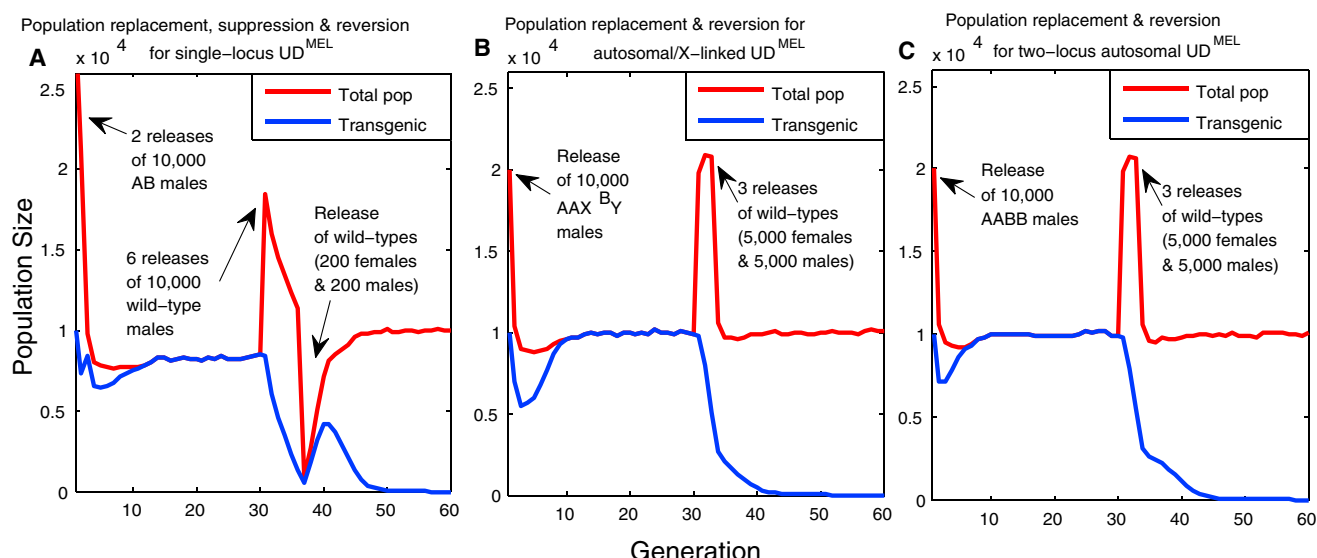 Population replacement, suppression & reversion
for single-locus UD^MEL
A
x 10^4
Total pop
Transgenic
2 releases
of 10,000
AB males
6 releases
of 10,000
wild-type
males
Release
of wild-types
(200 females
& 200 males)
2.5
2
1.5
1
0.5
0
10 20 30 40 50 60
Population Size
Population replacement & reversion for
autosomal/X-linked UD^MEL
B
x 10^4
Total pop
Transgenic
Release
of 10,000
AAX^BY
males
3 releases
of wild-types
(5,000 females
& 5,000 males)
2.5
2
1.5
1
0.5
0
10 20 30 40 50 60
Generation
Population replacement & reversion
for two-locus autosomal UD^MEL
C
x 10^4
Total pop
Transgenic
Release
of 10,000
AABB males
3 releases
of wild-types
(5,000 females
& 5,000 males)
2.5
2
1.5
1
0.5
0
10 20 30 40 50 60